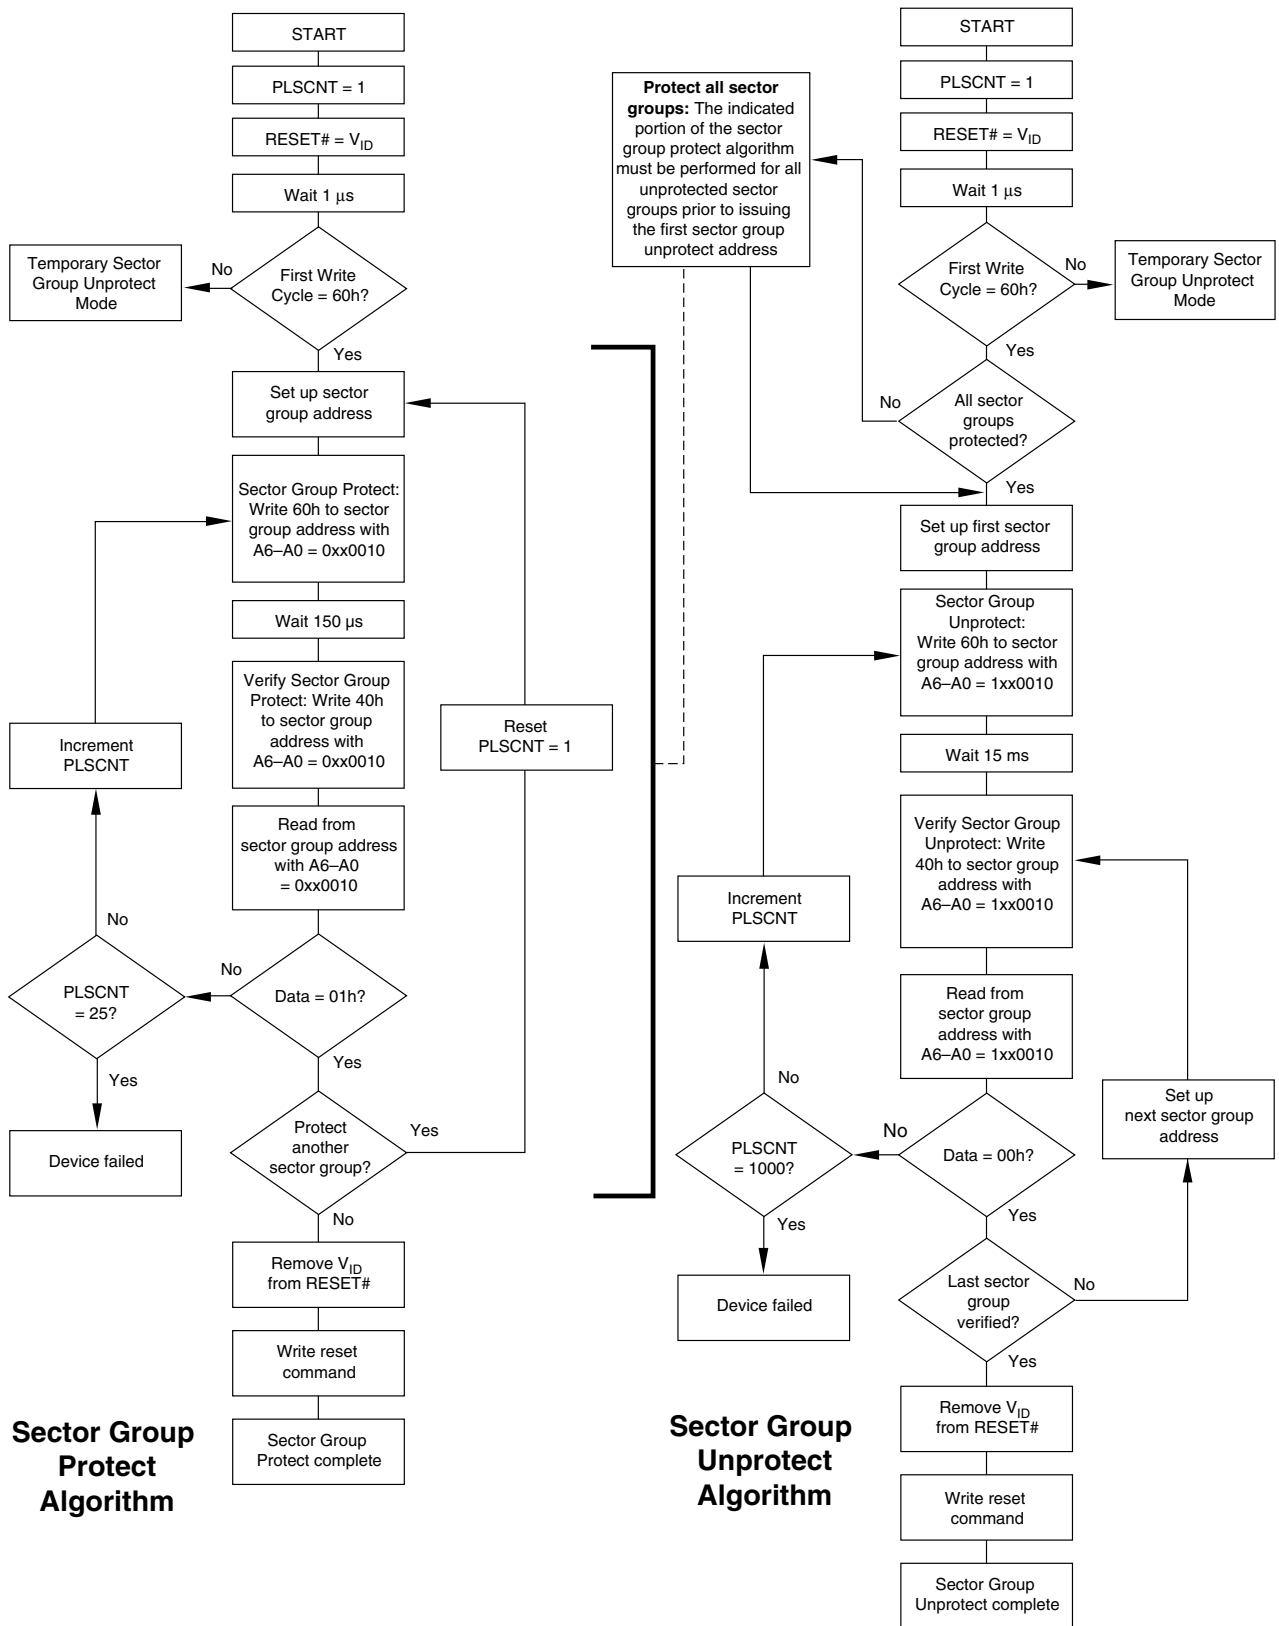 START
PLSCNT = 1
RESET# = VID
Wait 1 μs
First Write
Cycle = 60h?
No
Temporary Sector
Group Unprotect
Mode
Yes
Set up sector
group address
Sector Group Protect:
Write 60h to sector
group address with
A6–A0 = 0xx0010
Wait 150 µs
Verify Sector Group
Protect: Write 40h
to sector group
address with
A6–A0 = 0xx0010
Reset
PLSCNT = 1
Increment
PLSCNT
Read from
sector group address
with A6–A0
= 0xx0010
No
No
Data = 01h?
PLSCNT
= 25?
Yes
Yes
Protect
another
sector group?
Yes
Device failed
No
Remove VID
from RESET#
Write reset
command
Sector Group
Protect complete
Sector Group
Protect
Algorithm
START
PLSCNT = 1
Protect all sector
groups: The indicated
portion of the sector
group protect algorithm
must be performed for all
unprotected sector
groups prior to issuing
the first sector group
unprotect address
RESET# = VID
Wait 1 μs
First Write
Cycle = 60h?
No
Temporary Sector
Group Unprotect
Mode
Yes
No
All sector
groups
protected?
Yes
Set up first sector
group address
Sector Group
Unprotect:
Write 60h to sector
group address with
A6–A0 = 1xx0010
Wait 15 ms
Verify Sector Group
Unprotect: Write
40h to sector group
address with
A6–A0 = 1xx0010
Increment
PLSCNT
Read from
sector group
address with
A6–A0 = 1xx0010
No
Set up
next sector group
address
No
Data = 00h?
PLSCNT
= 1000?
Yes
Yes
Last sector
group
verified?
No
Device failed
Yes
Remove VID
from RESET#
Write reset
command
Sector Group
Unprotect complete
Sector Group
Unprotect
Algorithm